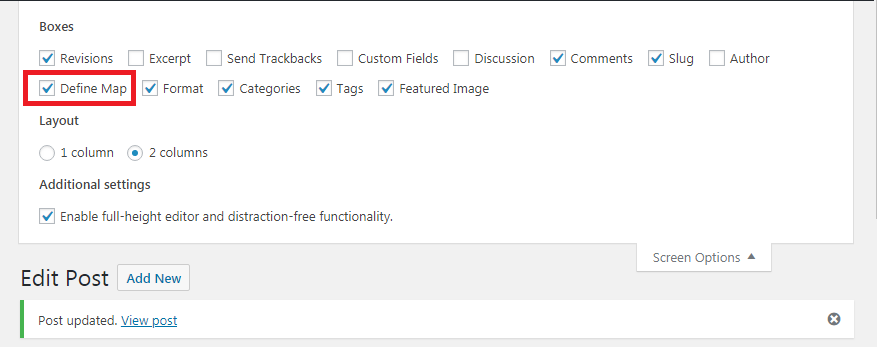 Boxes
Revisions Excerpt Send Trackbacks Custom Fields Discussion Comments Slug Author
Define Map Format Categories Tags Featured Image
Layout
1 column 2 columns
Additional settings
Enable full-height editor and distraction-free functionality.
Screen Options
Edit Post Add New
Post updated. View post